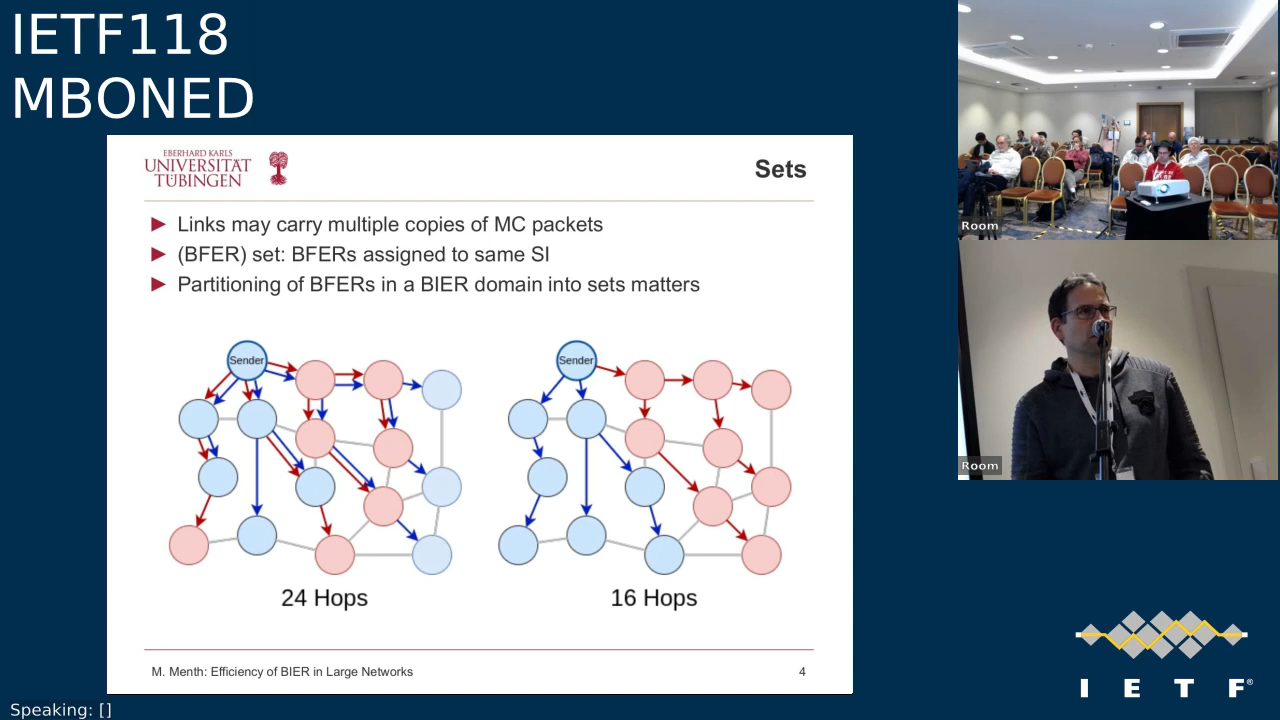 IETF118
MBONED
EBERHARD KARLS
UNIVERSITÄT
TÜBINGEN
Sets
► Links may carry multiple copies of MC packets
► (BFER) set: BFERs assigned to same SI
► Partitioning of BFERs in a BIER domain into sets matters
Sender
Sender
24 Hops
16 Hops
M. Menth: Efficiency of BIER in Large Networks
4
Room
Room
I E T F®
Speaking: []